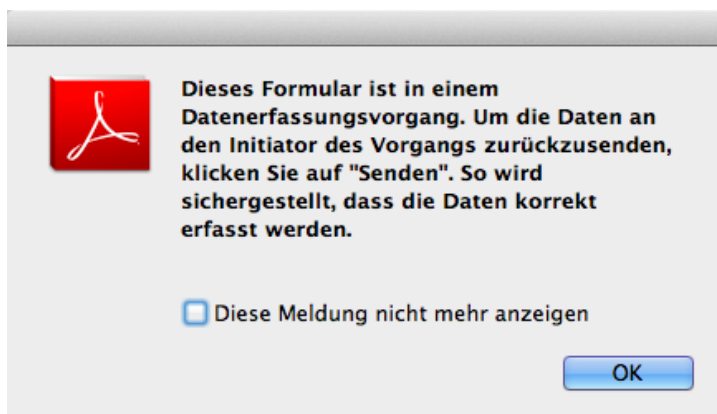 Dieses Formular ist in einem
Datenerfassungsvorgang. Um die Daten an
den Initiator des Vorgangs zurückzusenden,
klicken Sie auf "Senden". So wird
sichergestellt, dass die Daten korrekt
erfasst werden.
Diese Meldung nicht mehr anzeigen
OK